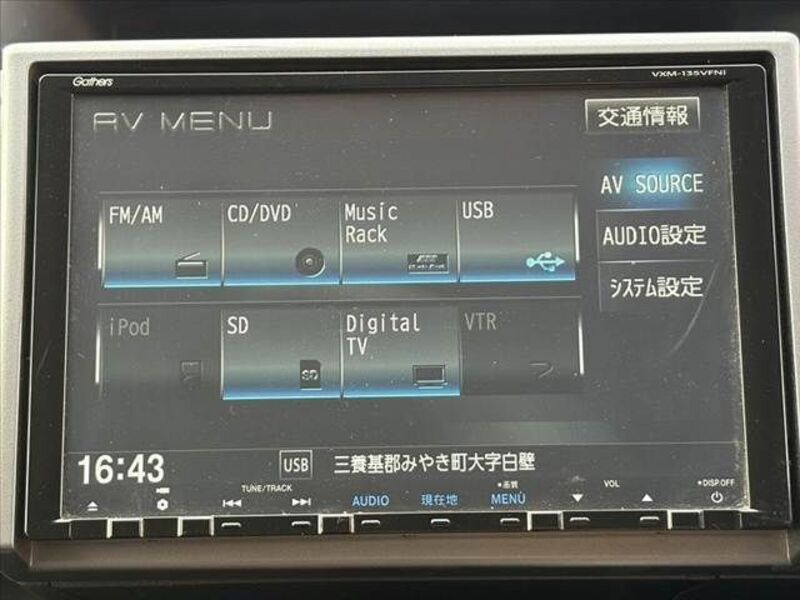 Gathers
VXM-135VFNi
AV MENU
交通情報
FM/AM
CD/DVD
Music Rack
USB
AV SOURCE
AUDIO設定
システム設定
iPod
SD
Digital TV
VTR
SD
16:43
USB
三養基郡みやき町大字白壁
TUNE/TRACK
AUDIO
現在地
*画質
MENU
VOL
*DISP.OFF